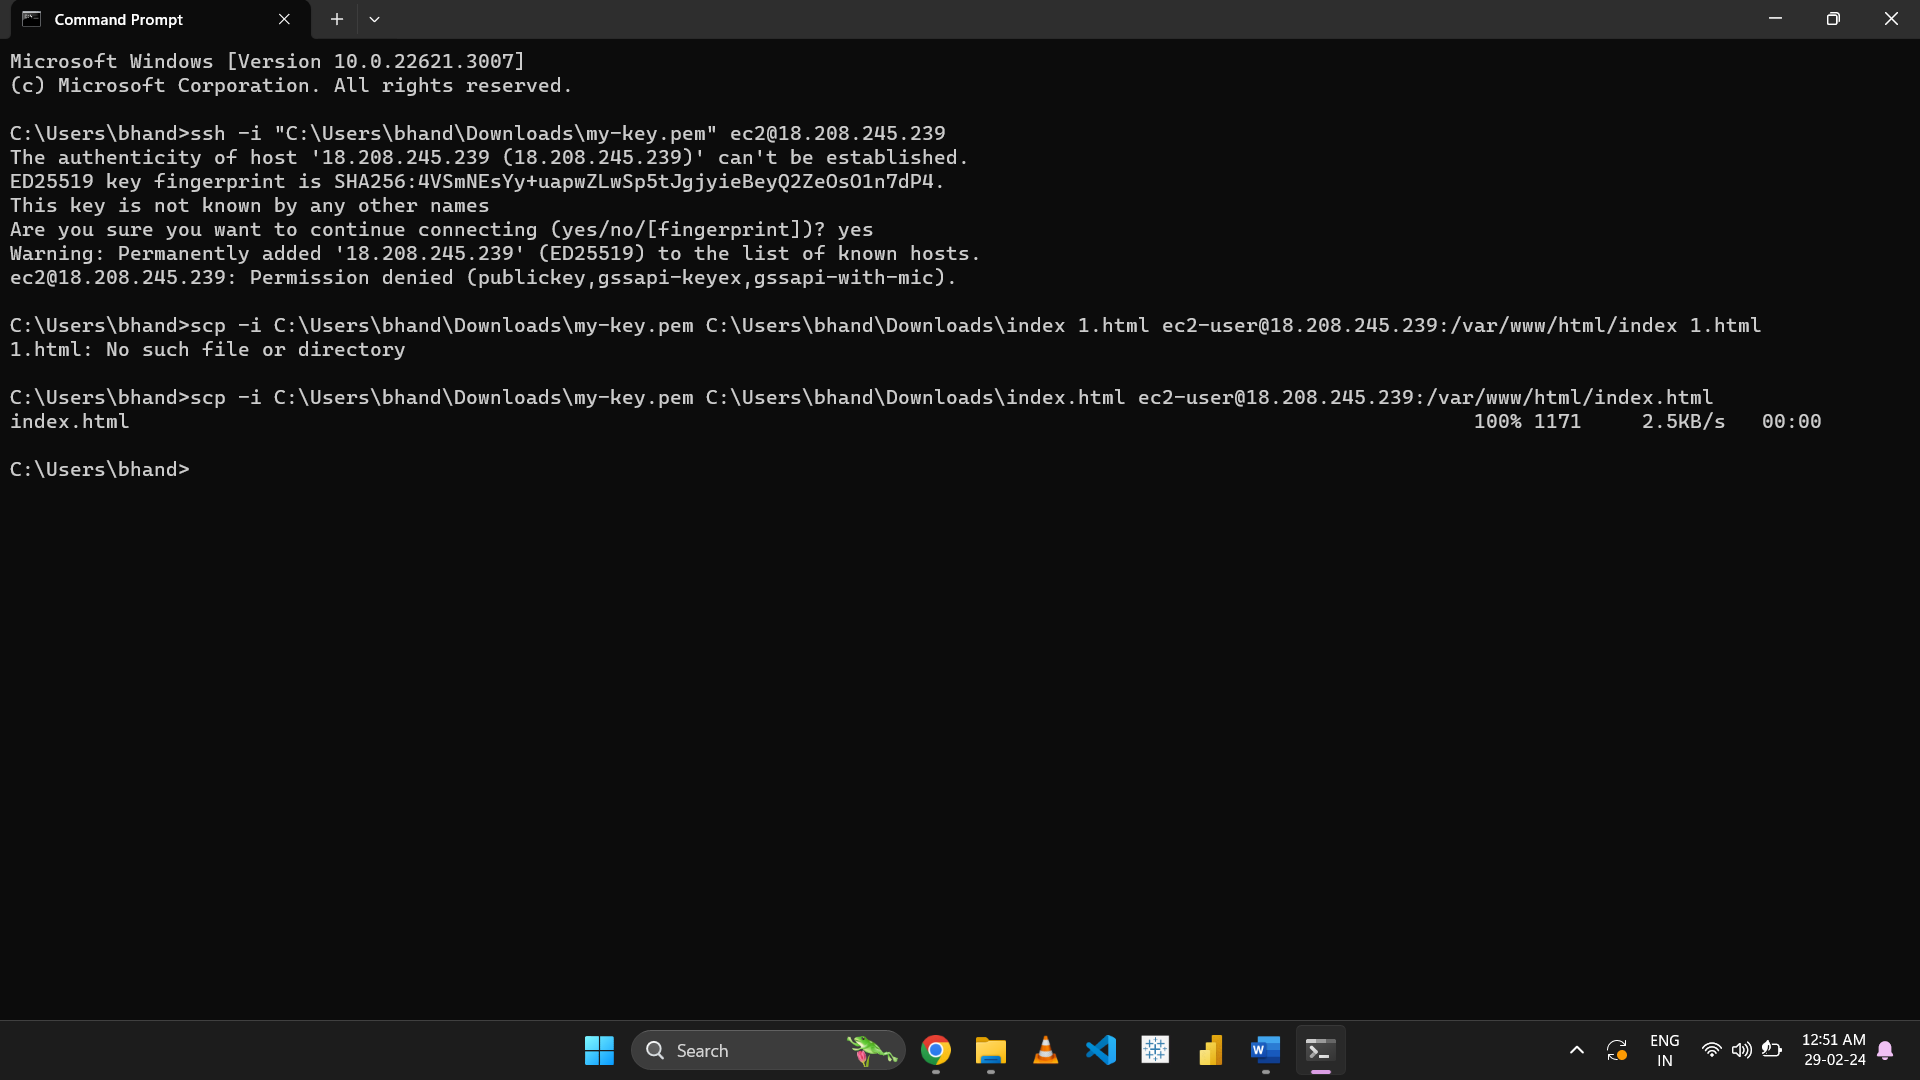 Command Prompt
Microsoft Windows [Version 10.0.22621.3007]
(c) Microsoft Corporation. All rights reserved.
C:\Users\bhand>ssh -i "C:\Users\bhand\Downloads\my-key.pem" ec2@18.208.245.239
The authenticity of host '18.208.245.239 (18.208.245.239)' can't be established.
ED25519 key fingerprint is SHA256:4VSmNEsYy+uapwZLwSp5tJgjyieBeyQ2ZeOsO1n7dP4.
This key is not known by any other names
Are you sure you want to continue connecting (yes/no/[fingerprint])? yes
Warning: Permanently added '18.208.245.239' (ED25519) to the list of known hosts.
ec2@18.208.245.239: Permission denied (publickey,gssapi-keyex,gssapi-with-mic).
C:\Users\bhand>scp -i C:\Users\bhand\Downloads\my-key.pem C:\Users\bhand\Downloads\index 1.html ec2-user@18.208.245.239:/var/www/html/index 1.html
1.html: No such file or directory
C:\Users\bhand>scp -i C:\Users\bhand\Downloads\my-key.pem C:\Users\bhand\Downloads\index.html ec2-user@18.208.245.239:/var/www/html/index.html
index.html 100% 1171 2.5KB/s 00:00
C:\Users\bhand>
Search
W
ENG
IN
12:51 AM
29-02-24